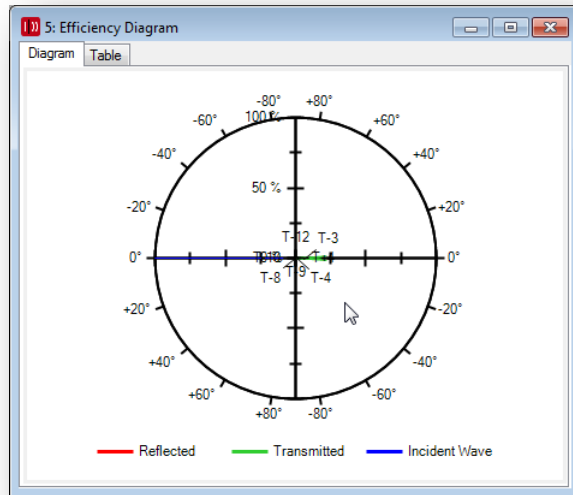 5: Efficiency Diagram
Diagram Table
-80° +80°
100 %
-60° +60°
-40° +40°
50 %
-20° +20°
T-12 T-3
0° 0°
T-8 T-9 T-4
+20° -20°
+40° -40°
+60° -60°
+80° -80°
Reflected Transmitted Incident Wave